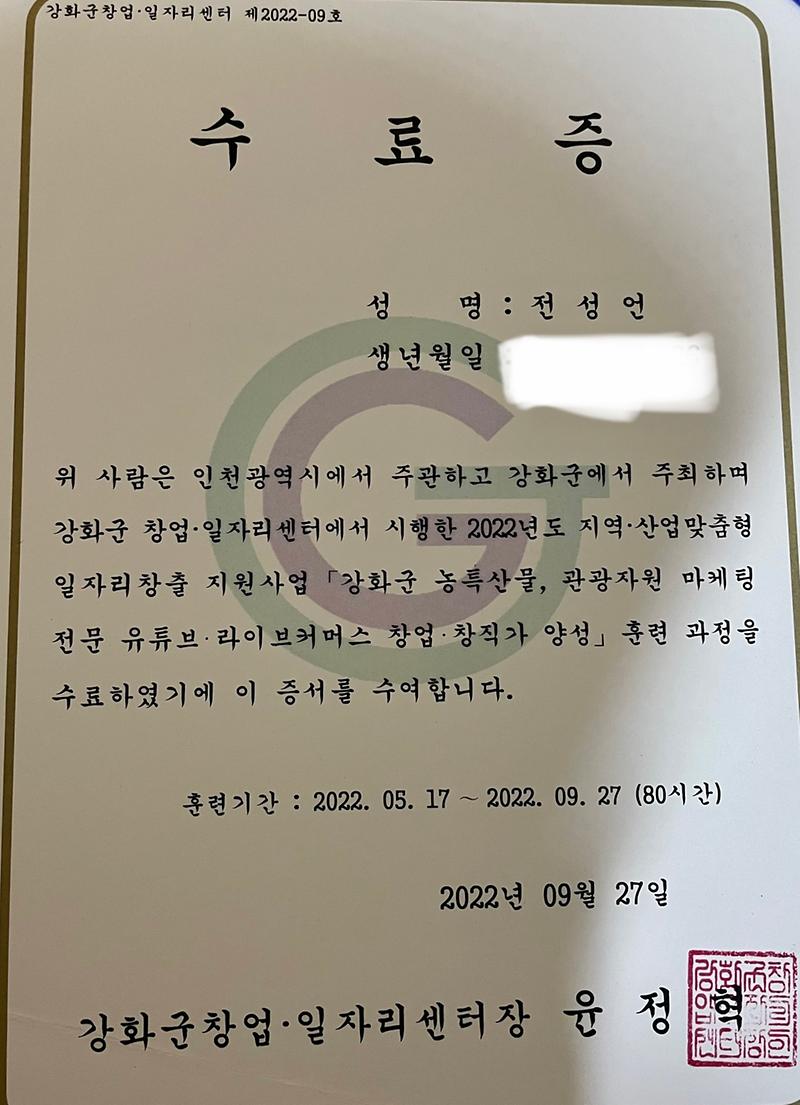 강화군창업·일자리센터 제2022-09호
수 료 증
성 명 : 전 성 언
생년월일
위 사람은 인천광역시에서 주관하고 강화군에서 주최하며
강화군 창업·일자리센터에서 시행한 2022년도 지역·산업맞춤형
일자리창출 지원사업 「강화군 농특산물, 관광자원 마케팅
전문 유튜브·라이브커머스 창업·창직가 양성」 훈련 과정을
수료하였기에 이 증서를 수여합니다.
훈련기간 : 2022. 05. 17 ~ 2022. 09. 27 (80시간)
2022년 09월 27일
강화군창업·일자리센터장 윤 정 혁